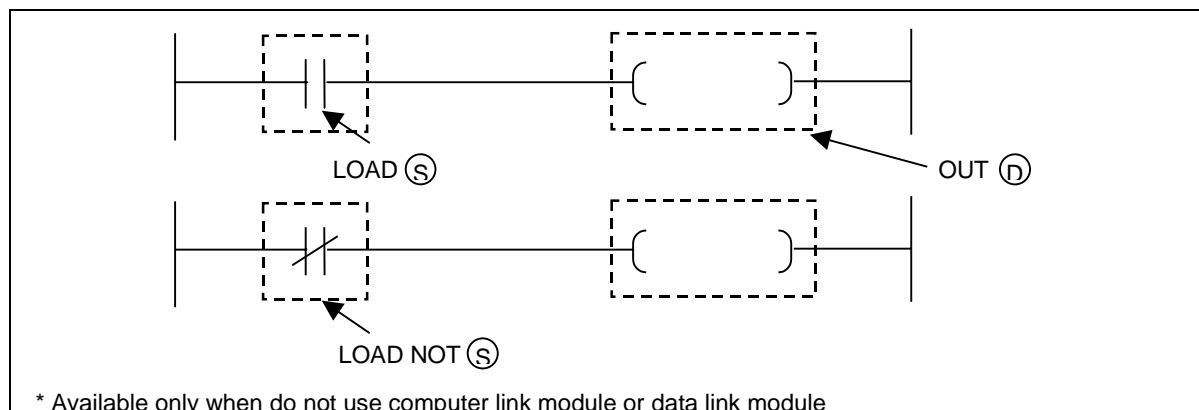 LOAD Ⓢ
OUT Ⓓ
LOAD NOT Ⓢ
* Available only when do not use computer link module or data link module